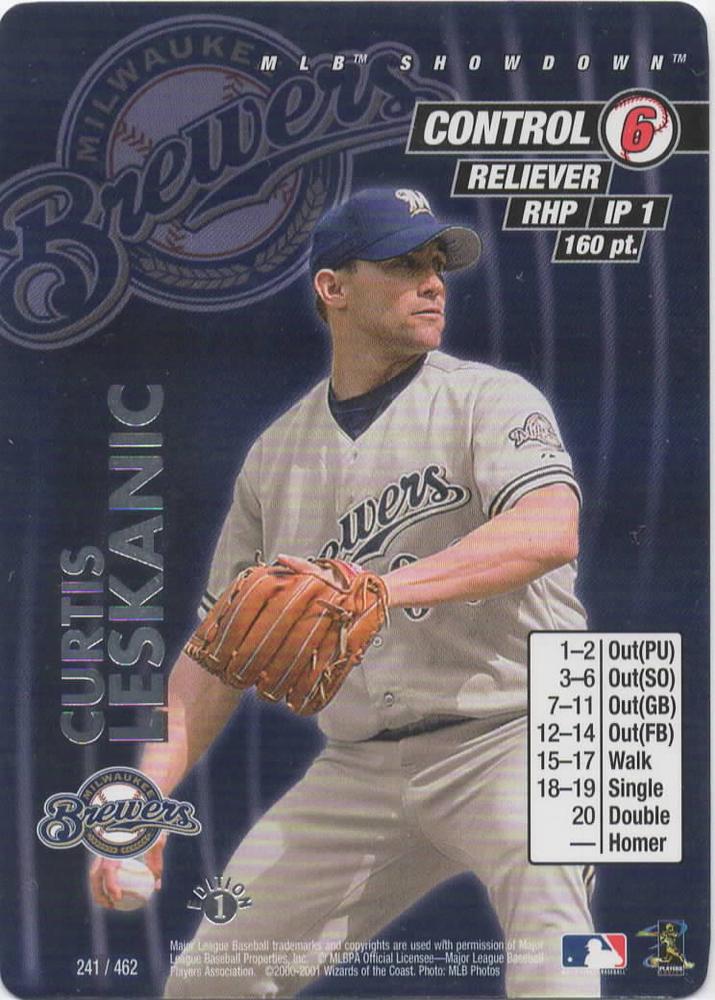 MLB™ SHOWDOWN™
MILWAUKEE
Brewers
CONTROL 6
RELIEVER
RHP IP 1
160 pt.
M
Brewers
CURTIS
LESKANIC
1–2 Out(PU)
3–6 Out(SO)
7–11 Out(GB)
12–14 Out(FB)
15–17 Walk
18–19 Single
20 Double
— Homer
MILWAUKEE
Brewers
EDITION
1
241 / 462
Major League Baseball trademarks and copyrights are used with permission of Major
League Baseball Properties, Inc. © MLBPA Official Licensee—Major League Baseball
Players Association. ©2000–2001 Wizards of the Coast. Photo: MLB Photos